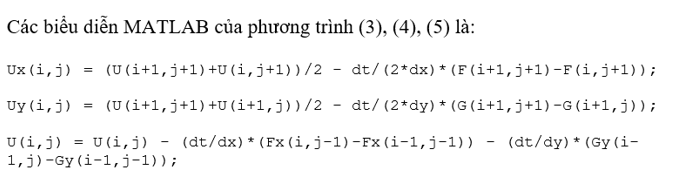 Các biểu diễn MATLAB của phương trình (3), (4), (5) là:
Ux(i,j) = (U(i+1,j+1)+U(i,j+1))/2 - dt/(2*dx)*(F(i+1,j+1)-F(i,j+1));
Uy(i,j) = (U(i+1,j+1)+U(i+1,j))/2 - dt/(2*dy)*(G(i+1,j+1)-G(i+1,j));
U(i,j) = U(i,j) - (dt/dx)*(Fx(i,j-1)-Fx(i-1,j-1)) - (dt/dy)*(Gy(i-
1,j)-Gy(i-1,j-1));